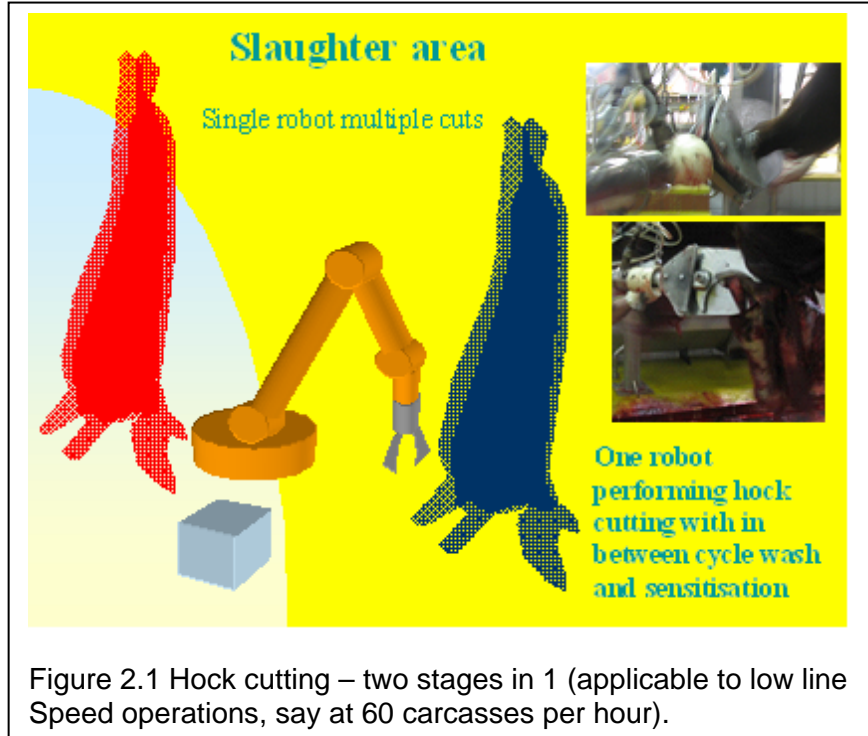 Slaughter area
Single robot multiple cuts
One robot
performing hock
cutting with in
between cycle wash
and sensitisation
Figure 2.1 Hock cutting – two stages in 1 (applicable to low line
Speed operations, say at 60 carcasses per hour).